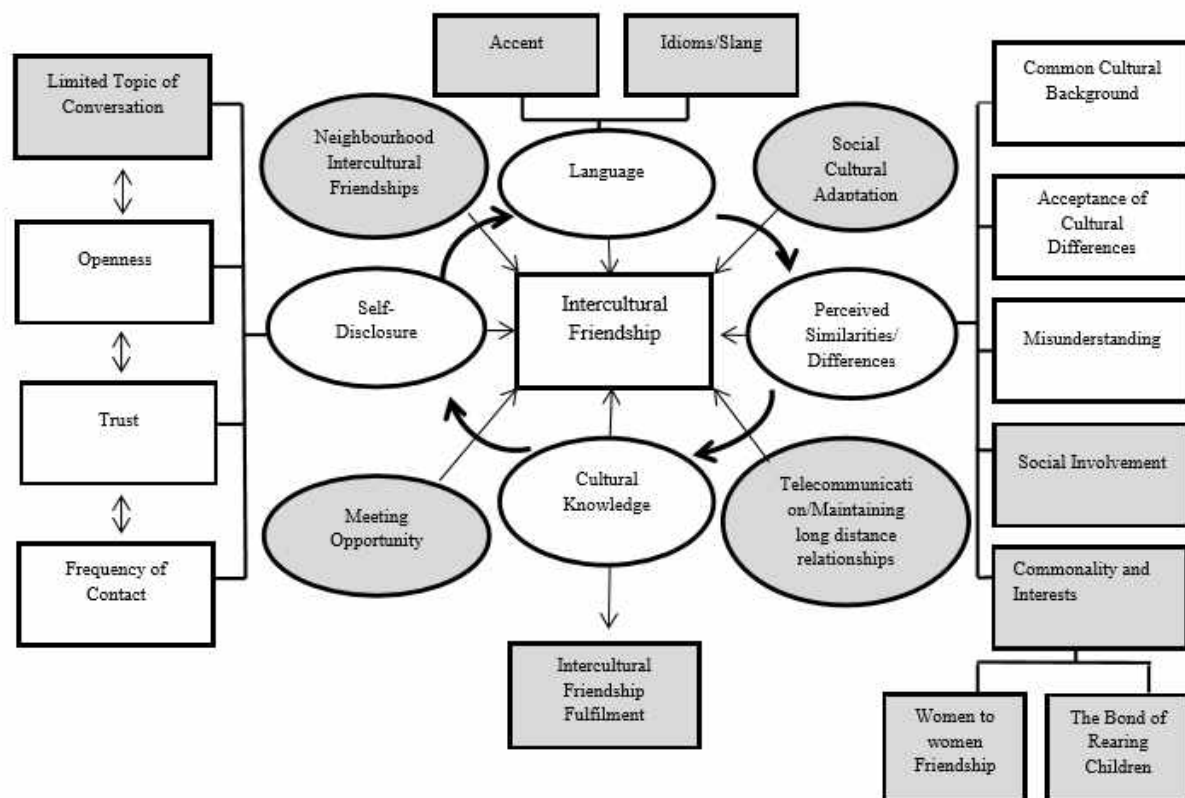 Accent
Idioms/Slang
Limited Topic of
Conversation
Common Cultural
Background
Neighbourhood
Intercultural
Friendships
Language
Social
Cultural
Adaptation
Openness
Acceptance of
Cultural
Differences
Self-
Disclosure
Intercultural
Friendship
Perceived
Similarities/
Differences
Misunderstanding
Trust
Social Involvement
Meeting
Opportunity
Cultural
Knowledge
Telecommunicati
on/Maintaining
long distance
relationships
Frequency of
Contact
Commonality and
Interests
Intercultural
Friendship
Fulfilment
Women to
women
Friendship
The Bond of
Rearing
Children